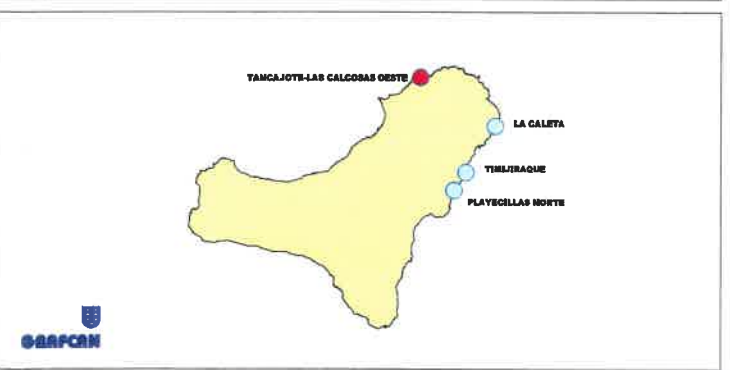 TANCAJOTE-LAS CALCOSAS OESTE
LA CALETA
TIMIJIRAQUE
PLAYECILLAS NORTE
GRAFCAN